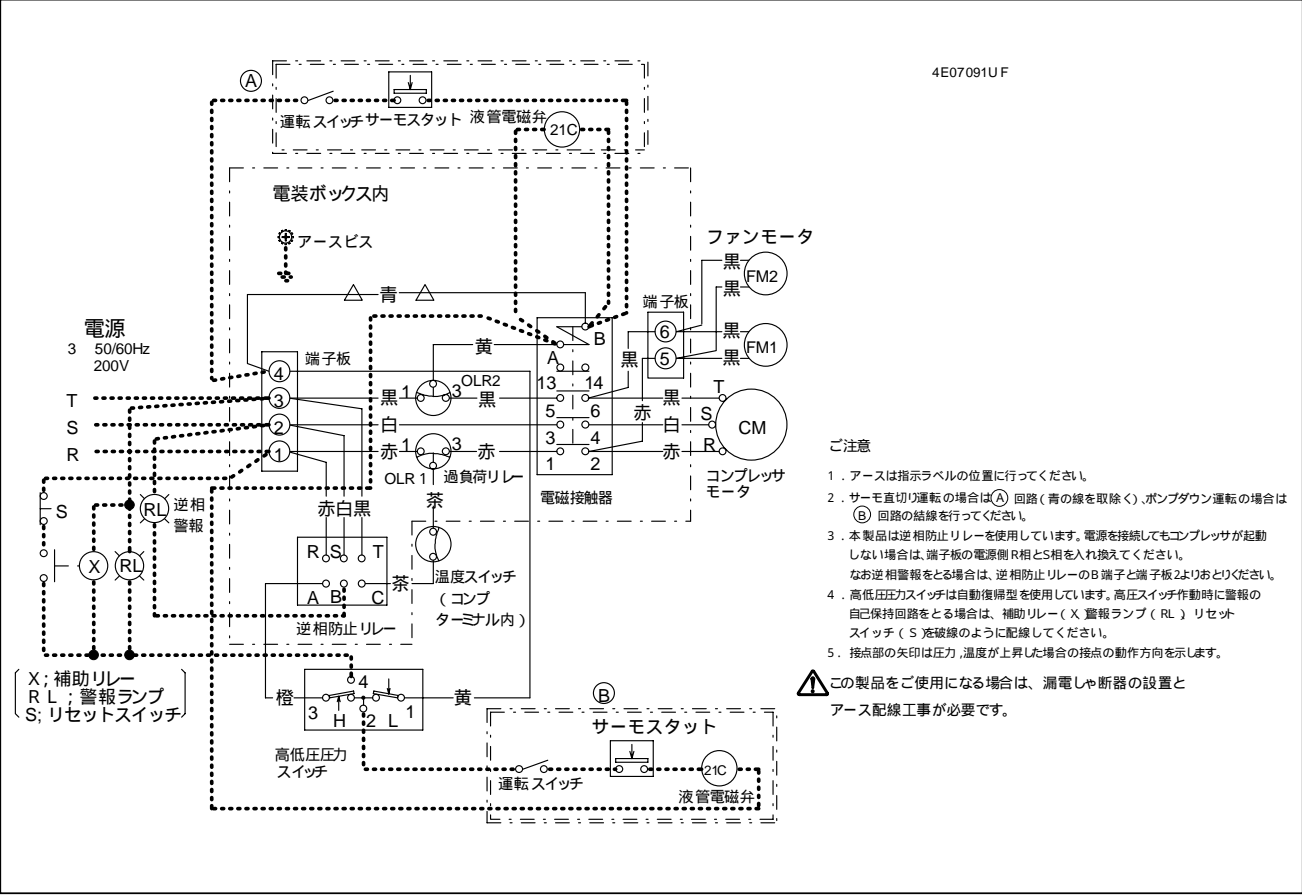 4E07091UF
A
運転スイッチ サーモスタット 液管電磁弁
21C
電装ボックス内
アースビス
ファンモータ
黒
FM2
黒
青
端子板
B
6
黒
FM1
黒
5
電源
3 50/60Hz
200V
端子板
黄
A
黒
4
OLR2
13 14
T
3
黒 1 3 黒
5 6
黒 T
S
2
白
赤
白 S
CM
3 4
R
1
赤 1 3 赤
1 2
赤 R
OLR1 過負荷リレー
電磁接触器
コンプレッサ
モータ
S
RL
逆相
警報
赤白黒
茶
R S T
X
RL
A B C
茶
温度スイッチ
(コンプ
ターミナル内)
逆相防止リレー
X;補助リレー
RL;警報ランプ
S;リセットスイッチ
橙
4
3 H 2 L 1
黄
高低圧圧力
スイッチ
B
サーモスタット
運転スイッチ
21C
液管電磁弁
ご注意
1.アースは指示ラベルの位置に行ってください。
2.サーモ直切り運転の場合はA回路(青の線を取除く)、ポンプダウン運転の場合は
B回路の結線を行ってください。
3.本製品は逆相防止リレーを使用しています。電源を接続してもコンプレッサが起動
しない場合は、端子板の電源側R相とS相を入れ換えてください。
なお逆相警報をとる場合は、逆相防止リレーのB端子と端子板2よりおとりください。
4.高低圧圧力スイッチは自動復帰型を使用しています。高圧スイッチ作動時に警報の
自己保持回路をとる場合は、補助リレー(X)警報ランプ(RL)リセット
スイッチ(S)を破線のように配線してください。
5.接点部の矢印は圧力,温度が上昇した場合の接点の動作方向を示します。
この製品をご使用になる場合は、漏電しゃ断器の設置と
アース配線工事が必要です。